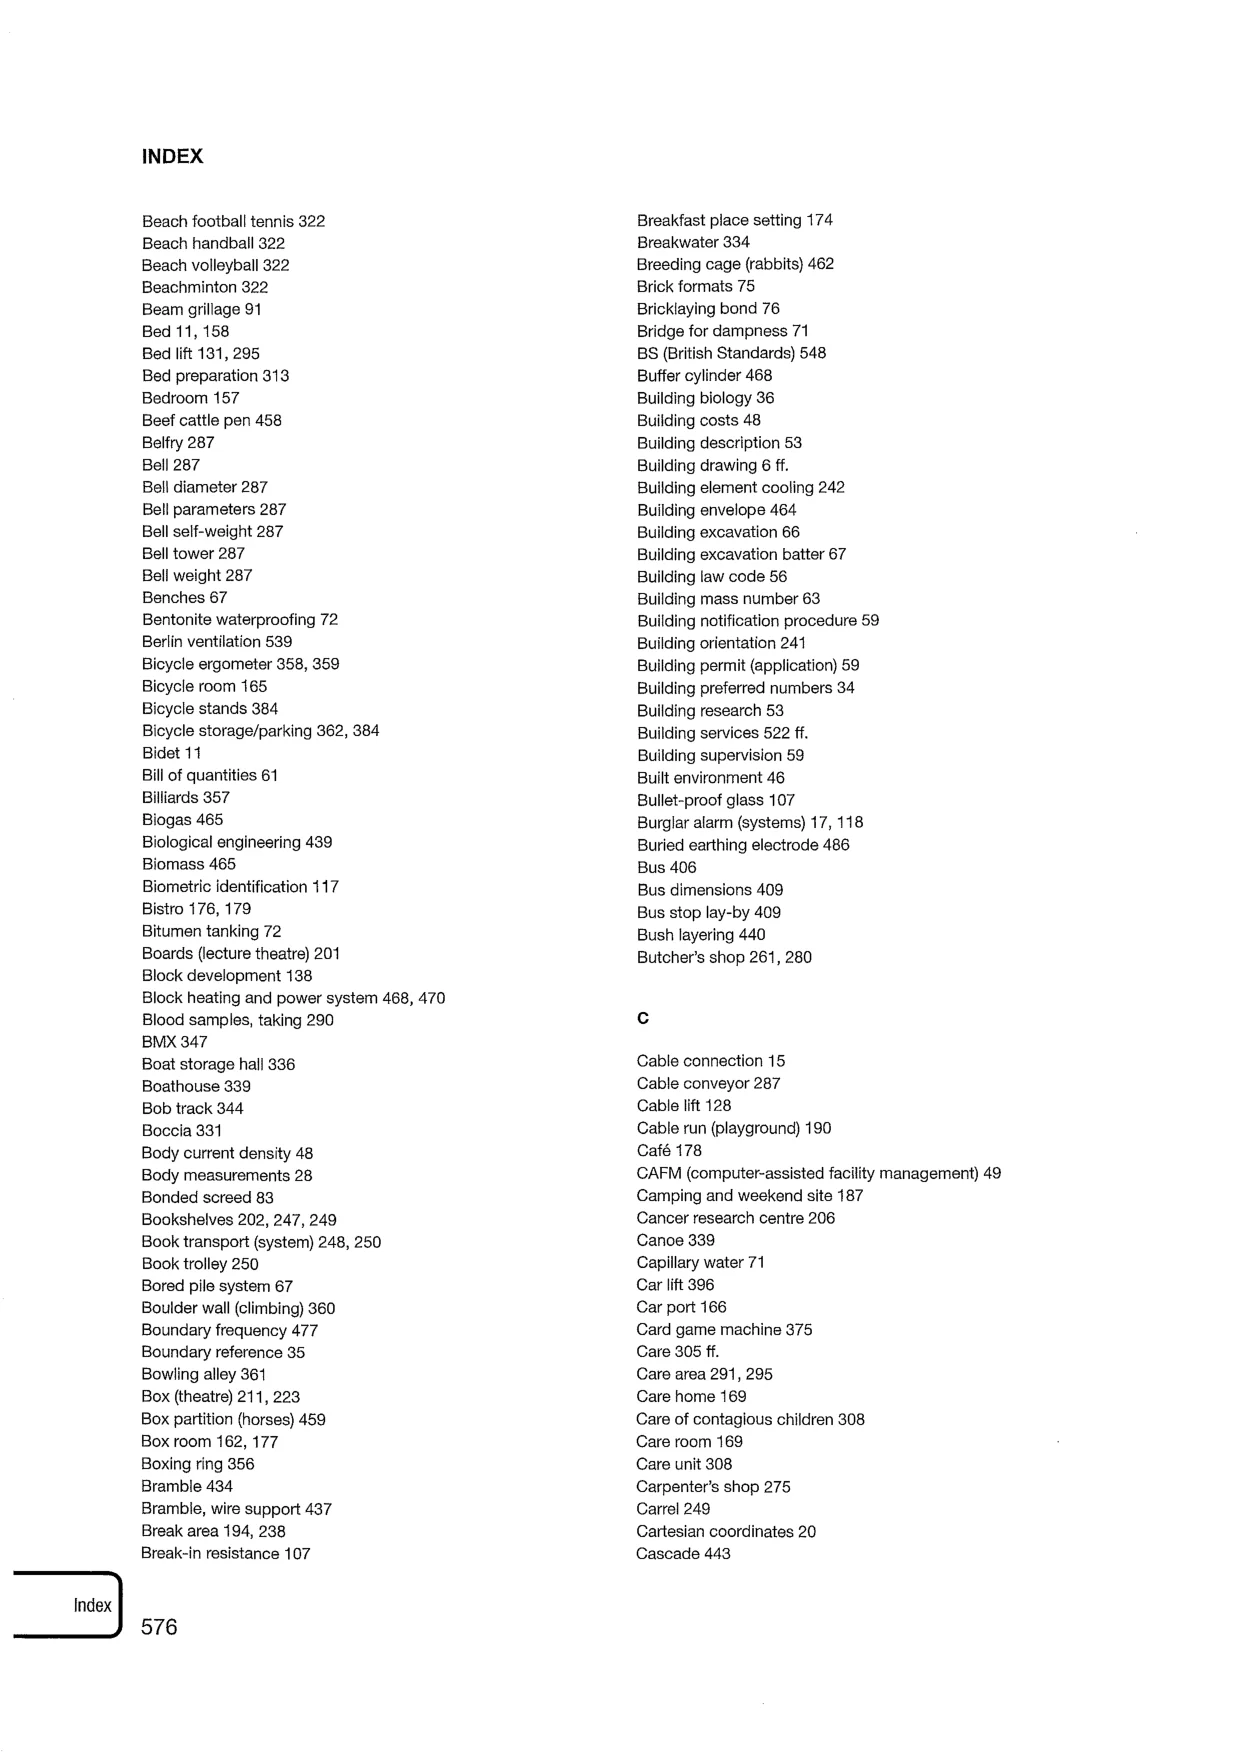 INDEX
Beach football tennis 322
Beach handball 322
Beach volleyball 322
Beachminton 322
Beam grillage 91
Bed 11, 158
Bed lift 131, 295
Bed preparation 313
Bedroom 157
Beef cattle pen 458
Belfry 287
Bell 287
Bell diameter 287
Bell parameters 287
Bell self-weight 287
Bell tower 287
Bell weight 287
Benches 67
Bentonite waterproofing 72
Berlin ventilation 539
Bicycle ergometer 358, 359
Bicycle room 165
Bicycle stands 384
Bicycle storage/parking 362, 384
Bidet 11
Bill of quantities 61
Billiards 357
Biogas 465
Biological engineering 439
Biomass 465
Biometric identification 117
Bistro 176, 179
Bitumen tanking 72
Boards (lecture theatre) 201
Block development 138
Block heating and power system 468, 470
Blood samples, taking 290
BMX 347
Boat storage hall 336
Boathouse 339
Bob track 344
Boccia 331
Body current density 48
Body measurements 28
Bonded screed 83
Bookshelves 202, 247, 249
Book transport (system) 248, 250
Book trolley 250
Bored pile system 67
Boulder wall (climbing) 360
Boundary frequency 477
Boundary reference 35
Bowling alley 361
Box (theatre) 211, 223
Box partition (horses) 459
Box room 162, 177
Boxing ring 356
Bramble 434
Bramble, wire support 437
Break area 194, 238
Break-in resistance 107
Breakfast place setting 174
Breakwater 334
Breeding cage (rabbits) 462
Brick formats 75
Bricklaying bond 76
Bridge for dampness 71
BS (British Standards) 548
Buffer cylinder 468
Building biology 36
Building costs 48
Building description 53
Building drawing 6 ff.
Building element cooling 242
Building envelope 464
Building excavation 66
Building excavation batter 67
Building law code 56
Building mass number 63
Building notification procedure 59
Building orientation 241
Building permit (application) 59
Building preferred numbers 34
Building research 53
Building services 522 ff.
Building supervision 59
Built environment 46
Bullet-proof glass 107
Burglar alarm (systems) 17, 118
Buried earthing electrode 486
Bus 406
Bus dimensions 409
Bus stop lay-by 409
Bush layering 440
Butcher's shop 261, 280
C
Cable connection 15
Cable conveyor 287
Cable lift 128
Cable run (playground) 190
Café 178
CAFM (computer-assisted facility management) 49
Camping and weekend site 187
Cancer research centre 206
Canoe 339
Capillary water 71
Car lift 396
Car port 166
Card game machine 375
Care 305 ff.
Care area 291, 295
Care home 169
Care of contagious children 308
Care room 169
Care unit 308
Carpenter's shop 275
Carrel 249
Cartesian coordinates 20
Cascade 443
Index
576